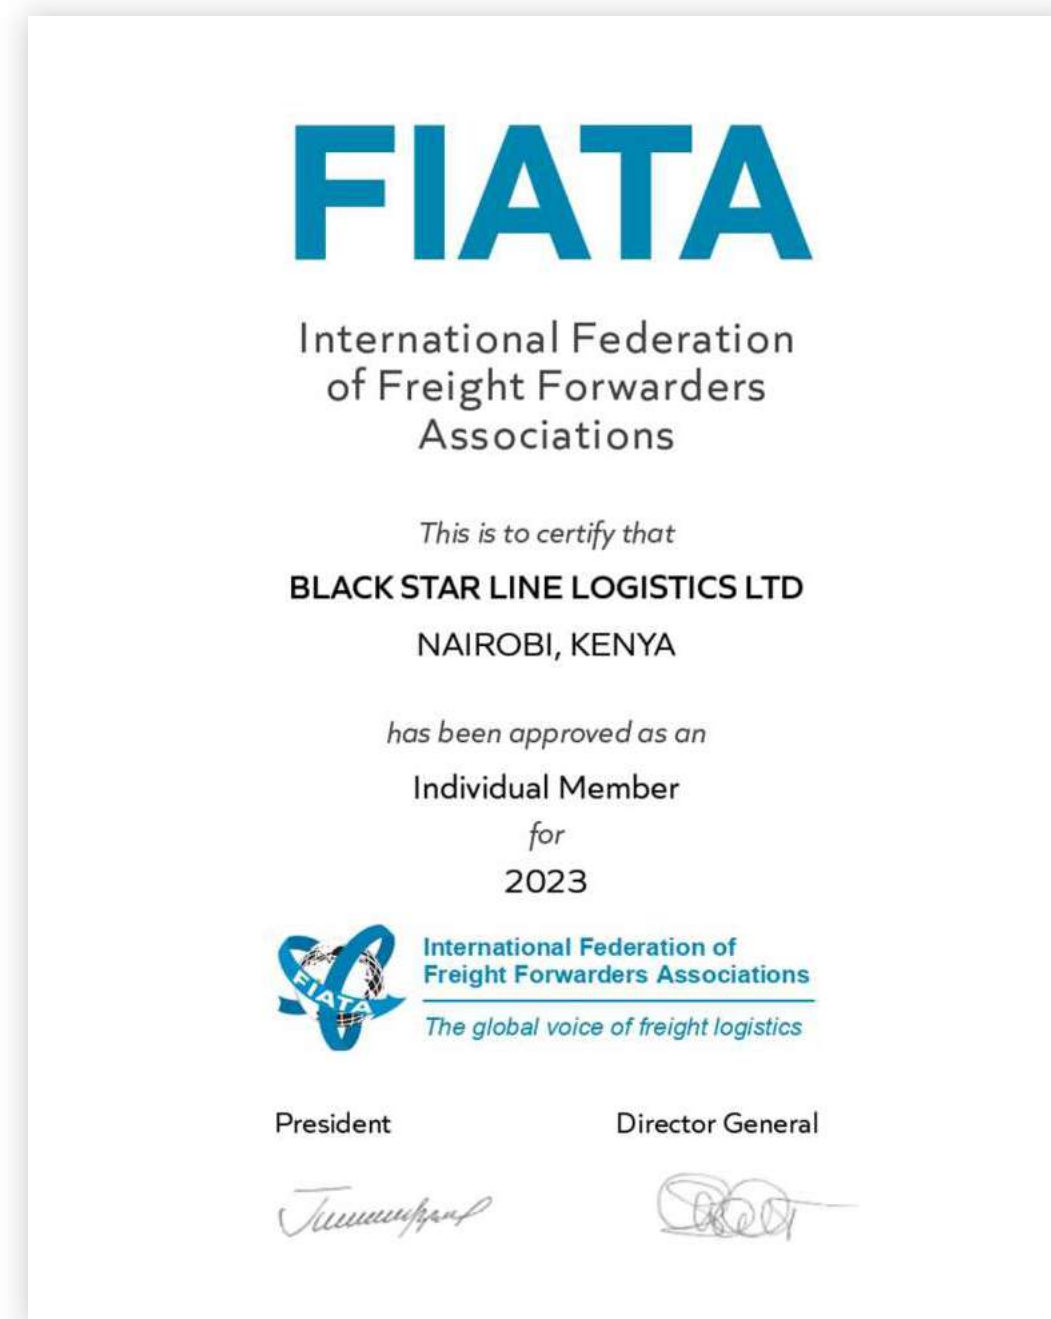 FIATA
International Federation
of Freight Forwarders
Associations
This is to certify that
BLACK STAR LINE LOGISTICS LTD
NAIROBI, KENYA
has been approved as an
Individual Member
for
2023
FIATA
International Federation of
Freight Forwarders Associations
The global voice of freight logistics
President
Director General